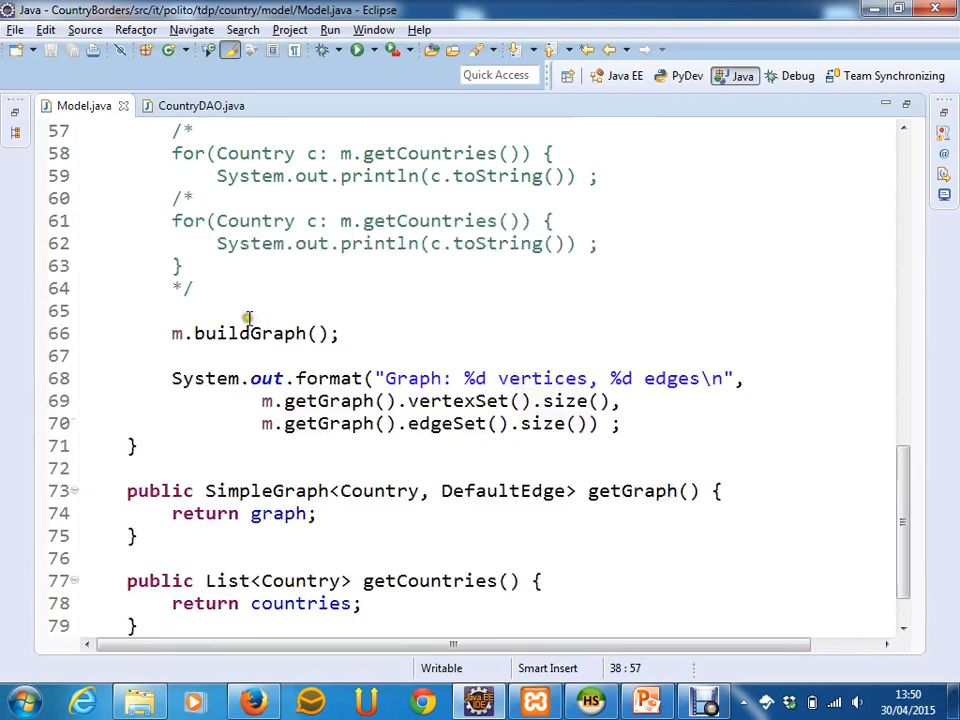 Java - CountryBorders/src/it/polito/tdp/country/model/Model.java - Eclipse
File Edit Source Refactor Navigate Search Project Run Window Help
Quick Access Java EE PyDev Java Debug Team Synchronizing
Model.java CountryDAO.java
57 /*
58 for(Country c: m.getCountries()) {
59 System.out.println(c.toString()) ;
60 /*
61 for(Country c: m.getCountries()) {
62 System.out.println(c.toString()) ;
63 }
64 */
65
66 m.buildGraph();
67
68 System.out.format("Graph: %d vertices, %d edges\n",
69 m.getGraph().vertexSet().size(),
70 m.getGraph().edgeSet().size()) ;
71 }
72
73 public SimpleGraph<Country, DefaultEdge> getGraph() {
74 return graph;
75 }
76
77 public List<Country> getCountries() {
78 return countries;
79 }
Writable Smart Insert 38 : 57
13:50
30/04/2015